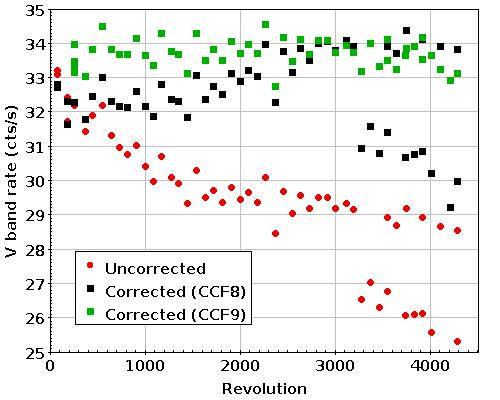 35
34
33
32
31
30
29
28
27
26
25
V band rate (cts/s)
Uncorrected
Corrected (CCF8)
Corrected (CCF9)
0 1000 2000 3000 4000
Revolution